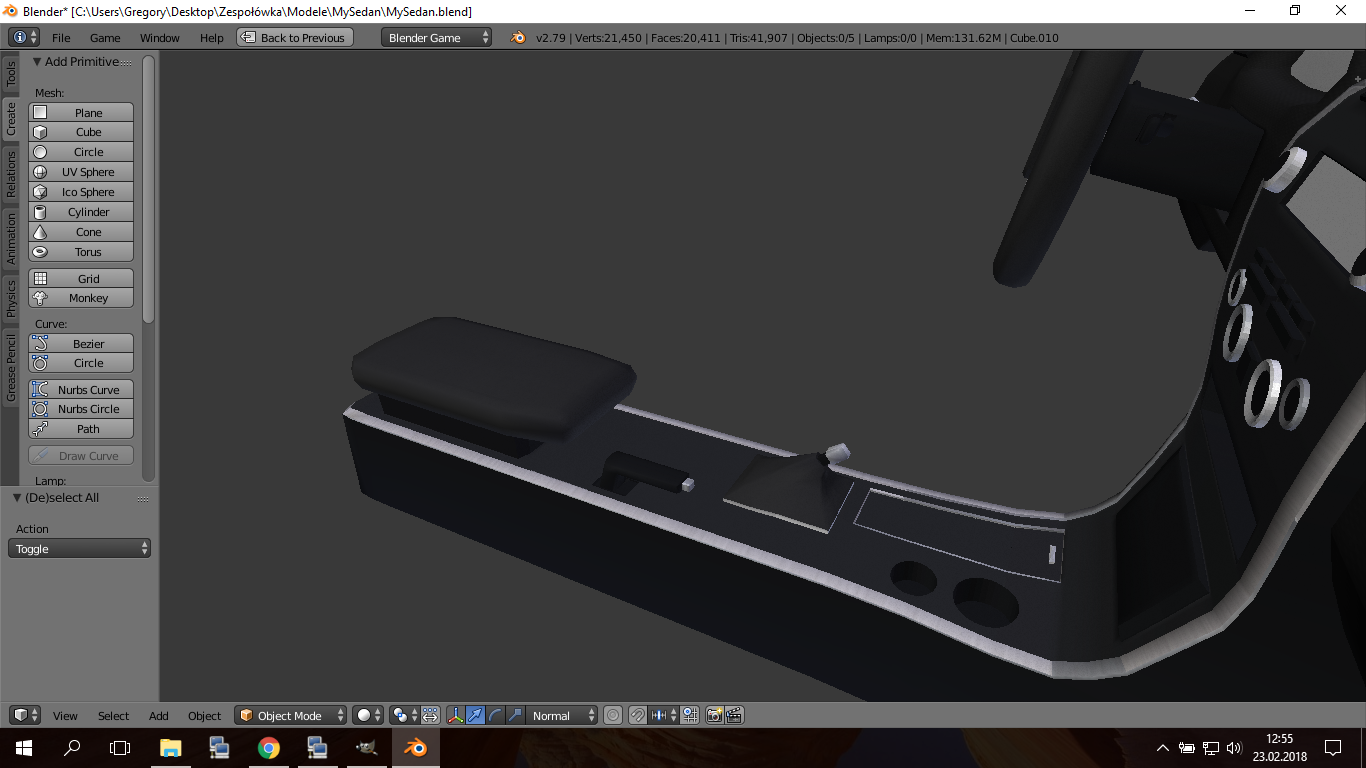 Blender* [C:\Users\Gregory\Desktop\Zespołówka\Modele\MySedan\MySedan.blend]
File Game Window Help Back to Previous Blender Game v2.79 | Verts:21,450 | Faces:20,411 | Tris:41,907 | Objects:0/5 | Lamps:0/0 | Mem:131.62M | Cube.010
Tools
Create
Relations
Animation
Physics
Grease Pencil
Add Primitive
Mesh:
Plane
Cube
Circle
UV Sphere
Ico Sphere
Cylinder
Cone
Torus
Grid
Monkey
Curve:
Bezier
Circle
Nurbs Curve
Nurbs Circle
Path
Draw Curve
Lamp:
(De)select All
Action
Toggle
View Select Add Object Object Mode Normal
12:55
23.02.2018